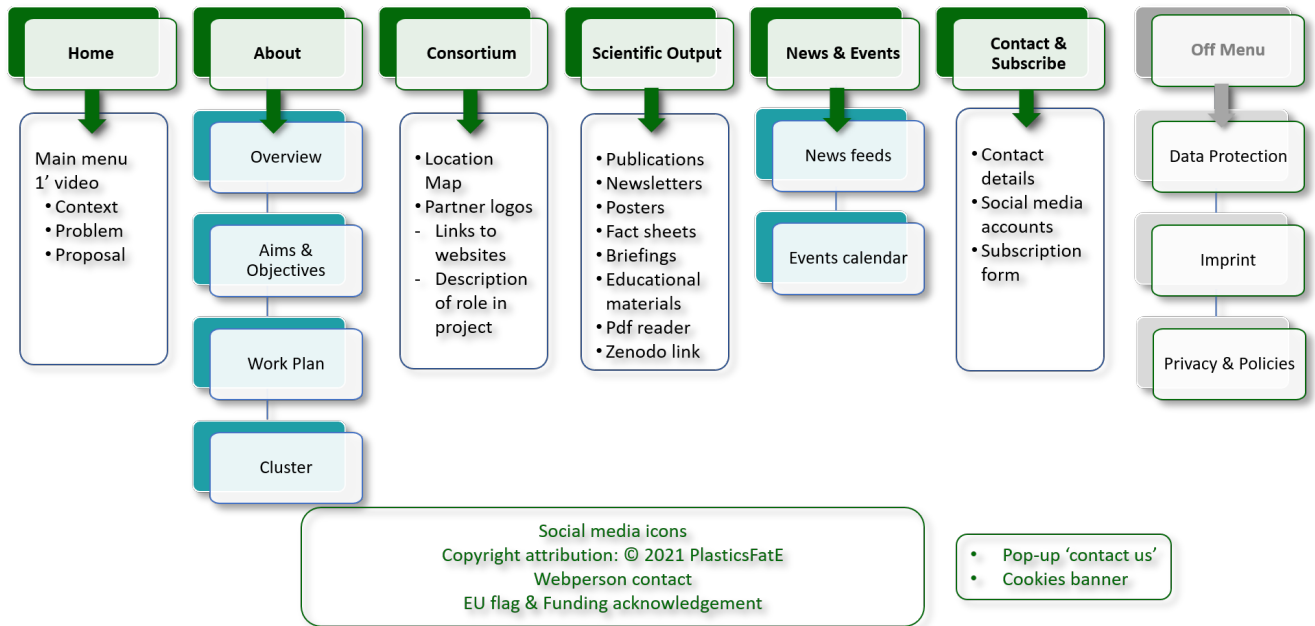 Home
Main menu
1’ video
• Context
• Problem
• Proposal
About
Overview
Aims &
Objectives
Work Plan
Cluster
Consortium
• Location
Map
• Partner logos
- Links to
websites
- Description
of role in
project
Scientific Output
• Publications
• Newsletters
• Posters
• Fact sheets
• Briefings
• Educational
materials
• Pdf reader
• Zenodo link
News & Events
News feeds
Events calendar
Contact &
Subscribe
• Contact
details
• Social media
accounts
• Subscription
form
Off Menu
Data Protection
Imprint
Privacy & Policies
Social media icons
Copyright attribution: © 2021 PlasticsFatE
Webperson contact
EU flag & Funding acknowledgement
• Pop-up ‘contact us’
• Cookies banner